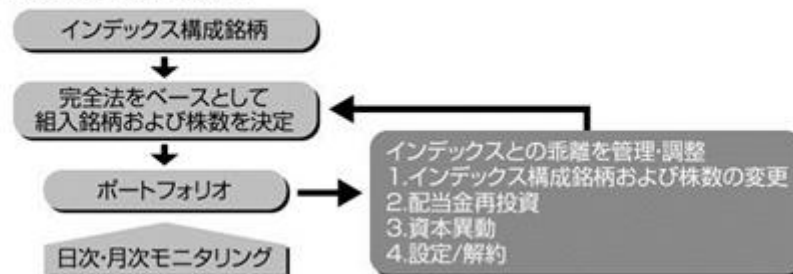 インデックス構成銘柄
完全法をベースとして
組入銘柄および株数を決定
ポートフォリオ
日次・月次モニタリング
インデックスとの乖離を管理・調整
1.インデックス構成銘柄および株数の変更
2.配当金再投資
3.資本異動
4.設定/解約